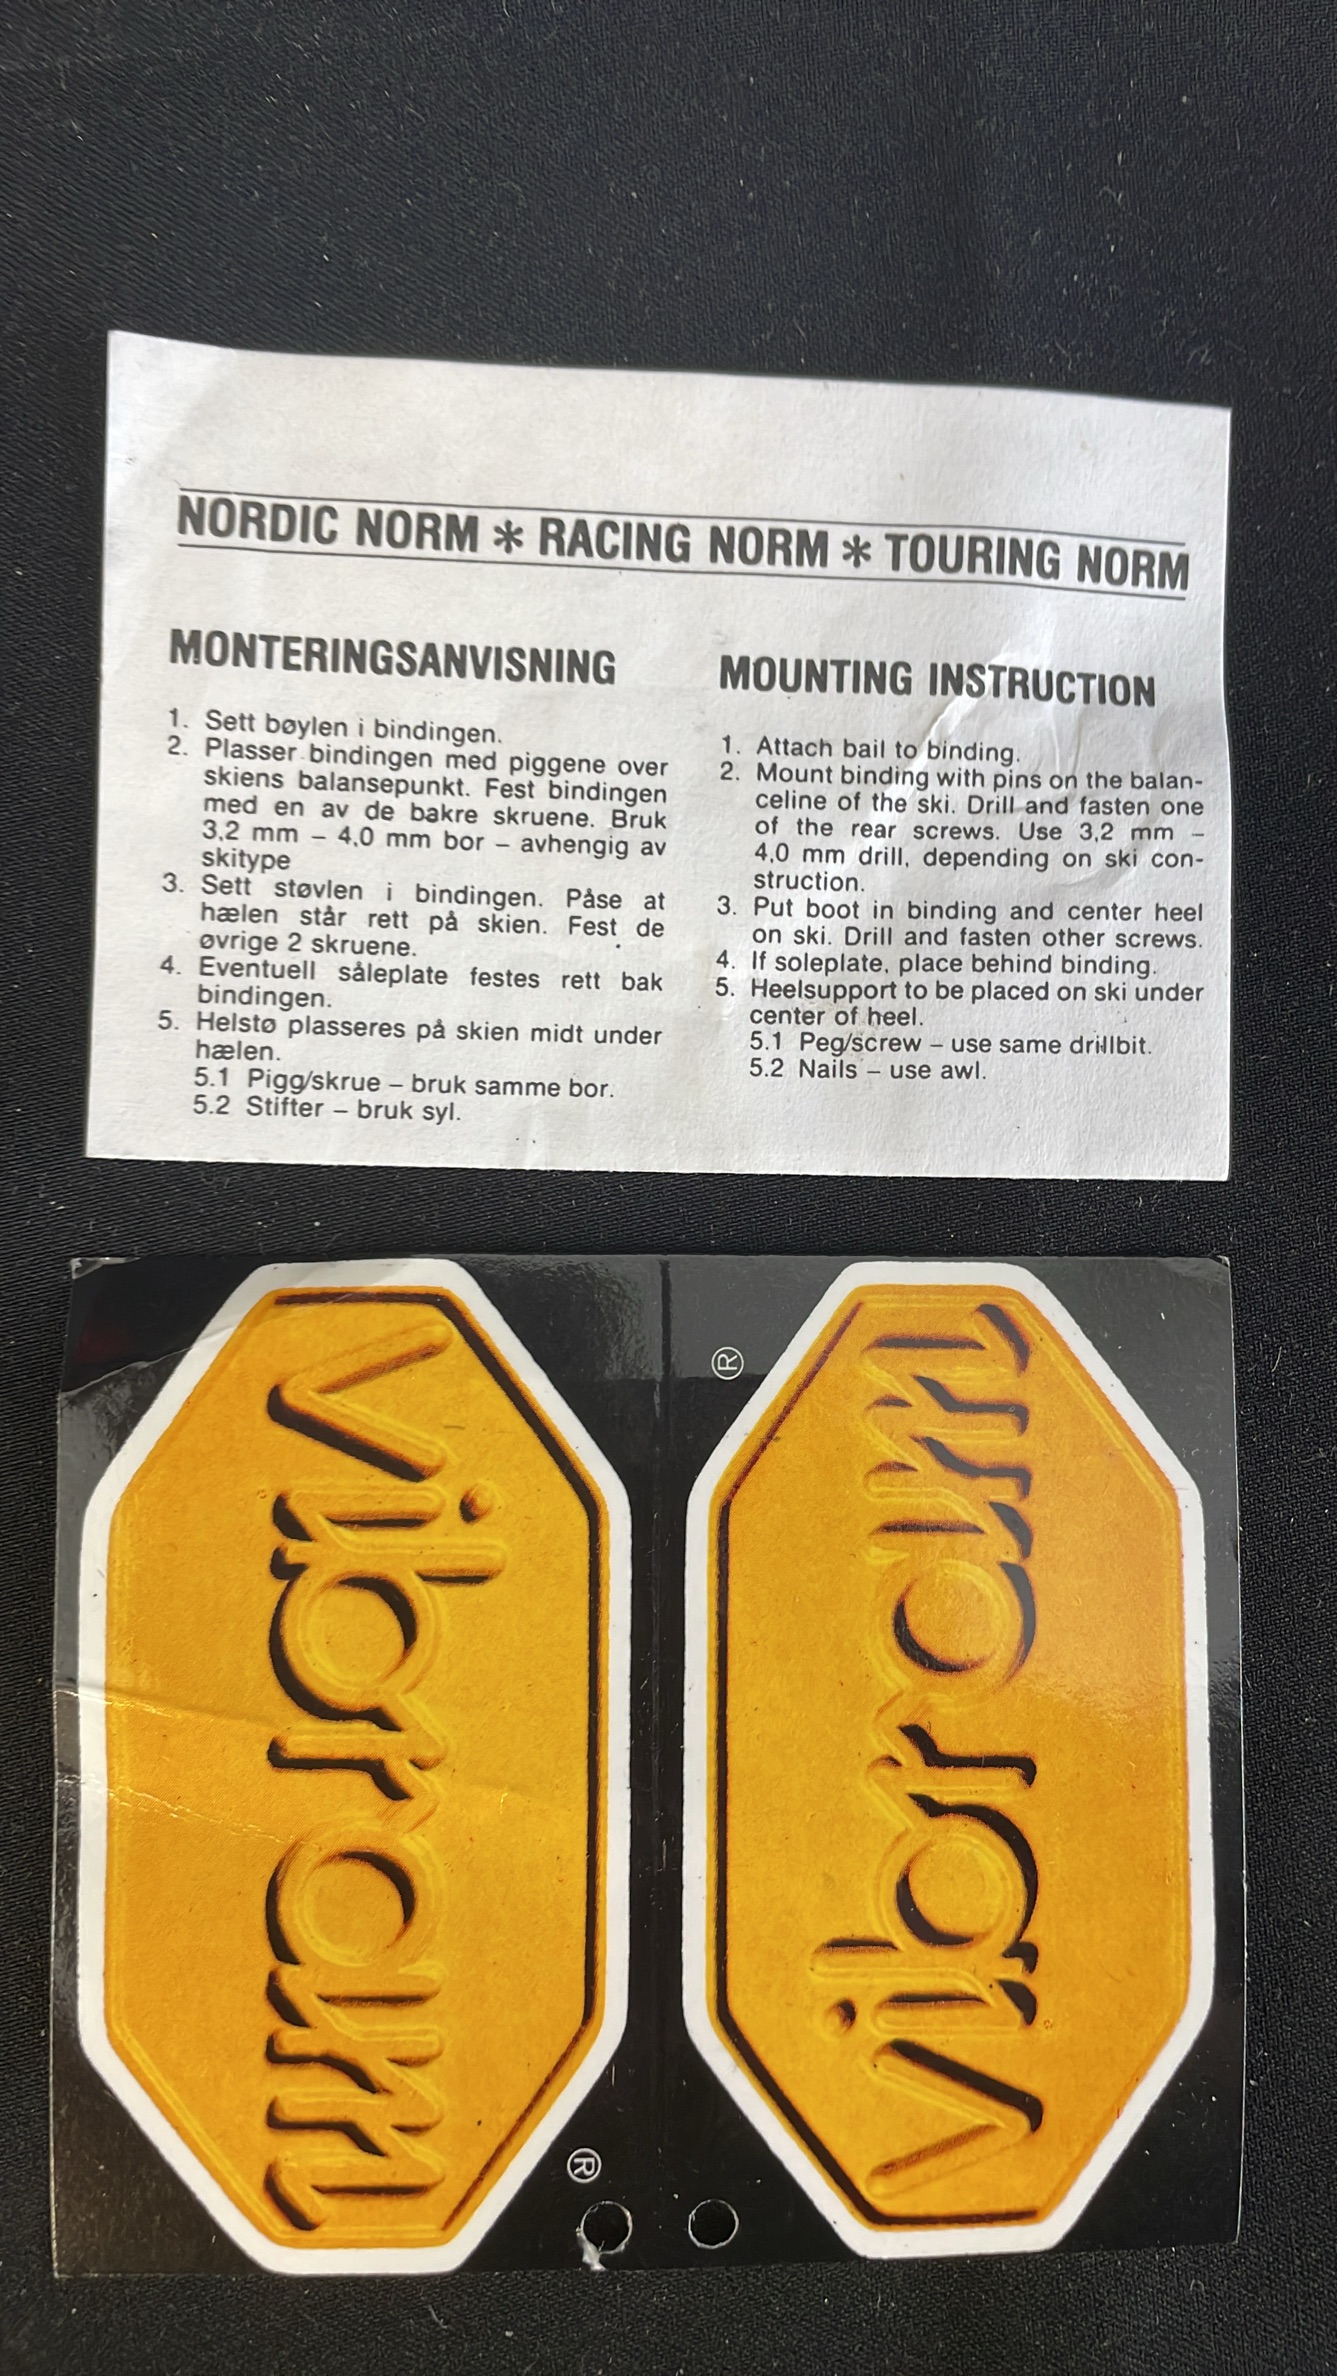 NORDIC NORM * RACING NORM * TOURING NORM
MONTERINGSANVISNING
1. Sett bøylen i bindingen.
2. Plasser bindingen med piggene over
skiens balansepunkt. Fest bindingen
med en av de bakre skruene. Bruk
3,2 mm – 4,0 mm bor – avhengig av
skitype
3. Sett støvlen i bindingen. Påse at
hælen står rett på skien. Fest de
øvrige 2 skruene.
4. Eventuell såleplate festes rett bak
bindingen.
5. Helstø plasseres på skien midt under
hælen.
5.1 Pigg/skrue – bruk samme bor.
5.2 Stifter – bruk syl.
MOUNTING INSTRUCTION
1. Attach bail to binding.
2. Mount binding with pins on the balan-
celine of the ski. Drill and fasten one
of the rear screws. Use 3,2 mm –
4,0 mm drill, depending on ski con-
struction.
3. Put boot in binding and center heel
on ski. Drill and fasten other screws.
4. If soleplate, place behind binding.
5. Heelsupport to be placed on ski under
center of heel.
5.1 Peg/screw – use same drillbit.
5.2 Nails – use awl.
vibram
®
vibram
®